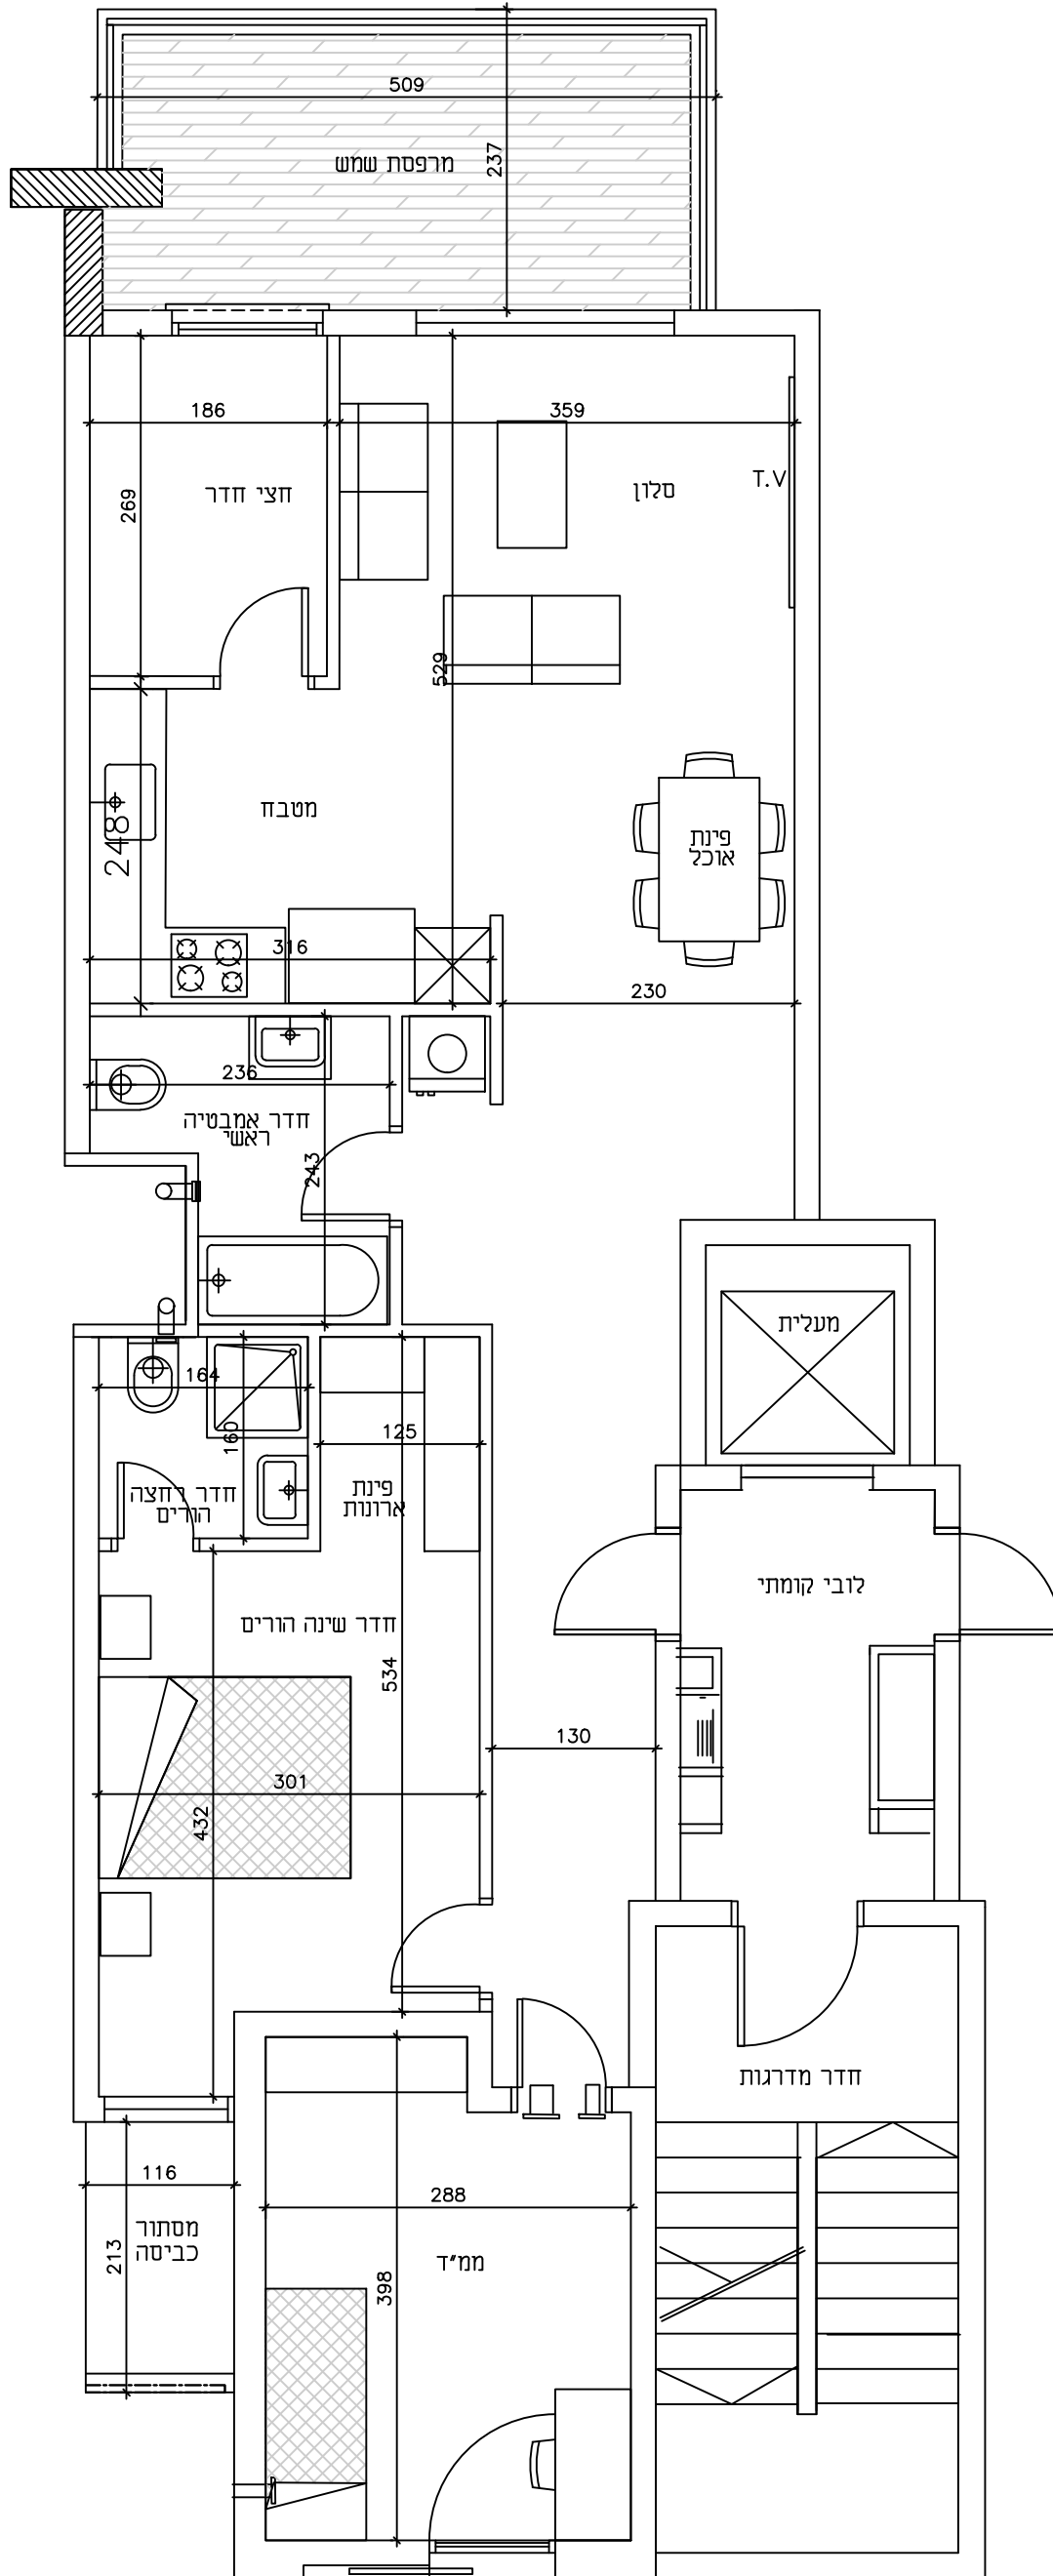 509
237
מרפסת שמש
186
359
269
חצי חדר
סלון
T.V
529
מטבח
248
פינת
אוכל
316
230
236
חדר אמבטיה
ראשי
243
מעלית
164
160
125
חדר רחצה
הורים
פינת
ארונות
לובי קומתי
חדר שינה הורים
534
130
301
432
חדר מדרגות
116
288
מסתור
כביסה
213
ממ"ד
398